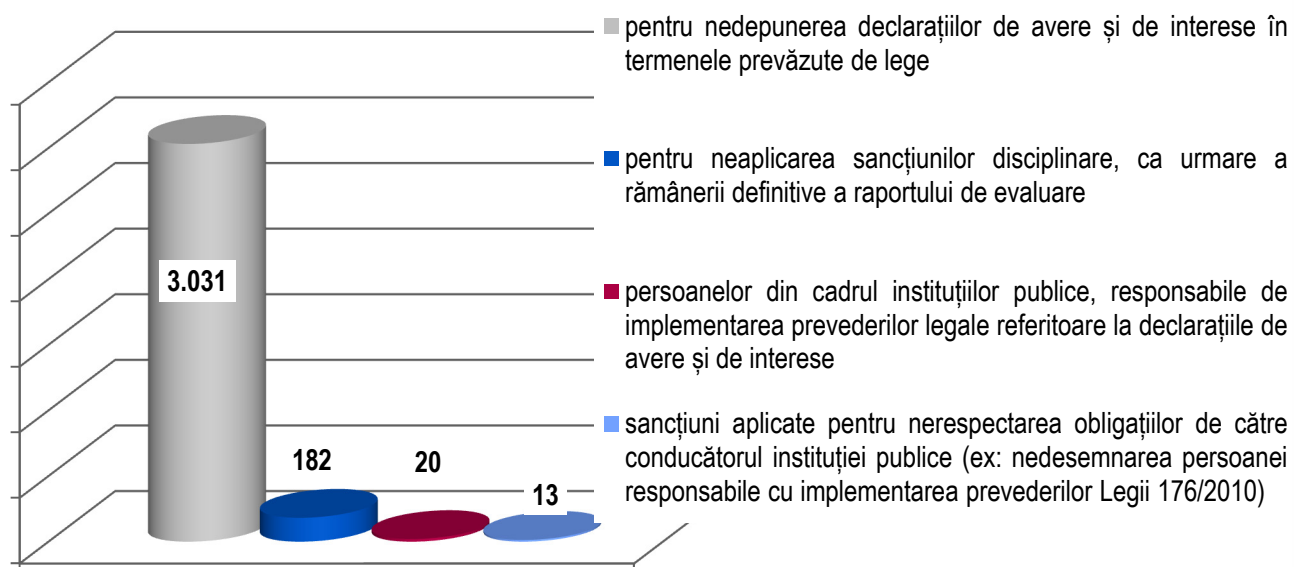 pentru nedepunerea declarațiilor de avere și de interese în
termenele prevăzute de lege
pentru neaplicarea sancțiunilor disciplinare, ca urmare a
rămânerii definitive a raportului de evaluare
persoanelor din cadrul instituțiilor publice, responsabile de
implementarea prevederilor legale referitoare la declarațiile de
avere și de interese
sancțiuni aplicate pentru nerespectarea obligațiilor de către
conducătorul instituției publice (ex: nedesemnarea persoanei
responsabile cu implementarea prevederilor Legii 176/2010)
3.031
182
20
13